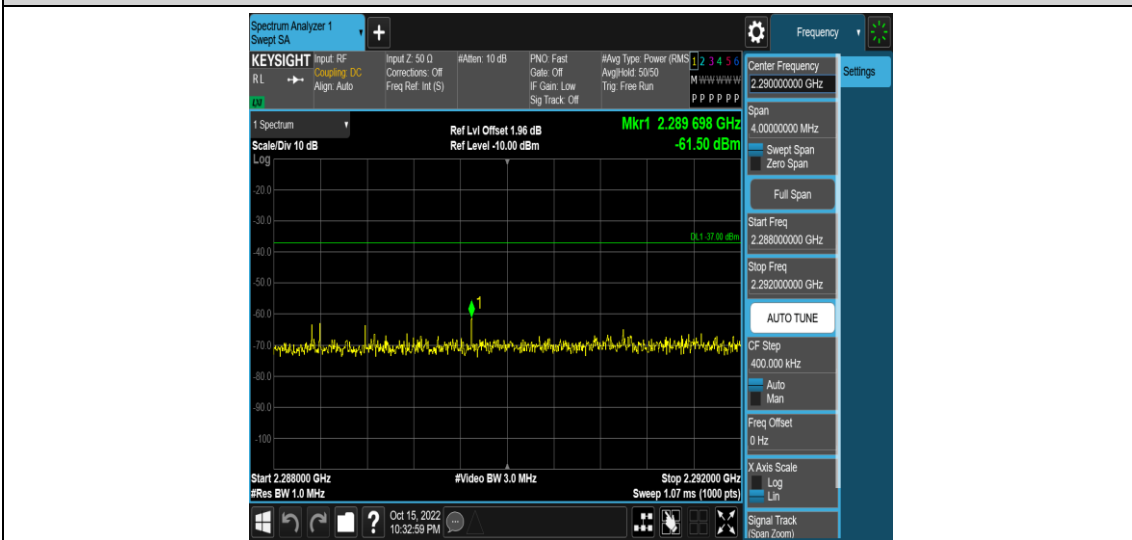 Spectrum Analyzer 1
Swept SA
+
Frequency
KEYSIGHT
RL
LNI
Input: RF
Coupling: DC
Align: Auto
Input Z: 50 Ω
Corrections: Off
Freq Ref: Int (S)
#Atten: 10 dB
PNO: Fast
Gate: Off
IF Gain: Low
Sig Track: Off
#Avg Type: Power (RMS
Avg|Hold: 50/50
Trig: Free Run
1 2 3 4 5 6
M W W W W W
P P P P P P
1 Spectrum
Scale/Div 10 dB
Ref Lvl Offset 1.96 dB
Ref Level -10.00 dBm
Mkr1 2.289 698 GHz
-61.50 dBm
Log
-20.0
-30.0
DL1 -37.00 dBm
-40.0
-50.0
1
-60.0
-70.0
-80.0
-90.0
-100
Start 2.288000 GHz
#Res BW 1.0 MHz
#Video BW 3.0 MHz
Stop 2.292000 GHz
Sweep 1.07 ms (1000 pts)
?
Oct 15, 2022
10:32:59 PM
Center Frequency
2.290000000 GHz
Settings
Span
4.00000000 MHz
Swept Span
Zero Span
Full Span
Start Freq
2.288000000 GHz
Stop Freq
2.292000000 GHz
AUTO TUNE
CF Step
400.000 kHz
Auto
Man
Freq Offset
0 Hz
X Axis Scale
Log
Lin
Signal Track
(Span Zoom)